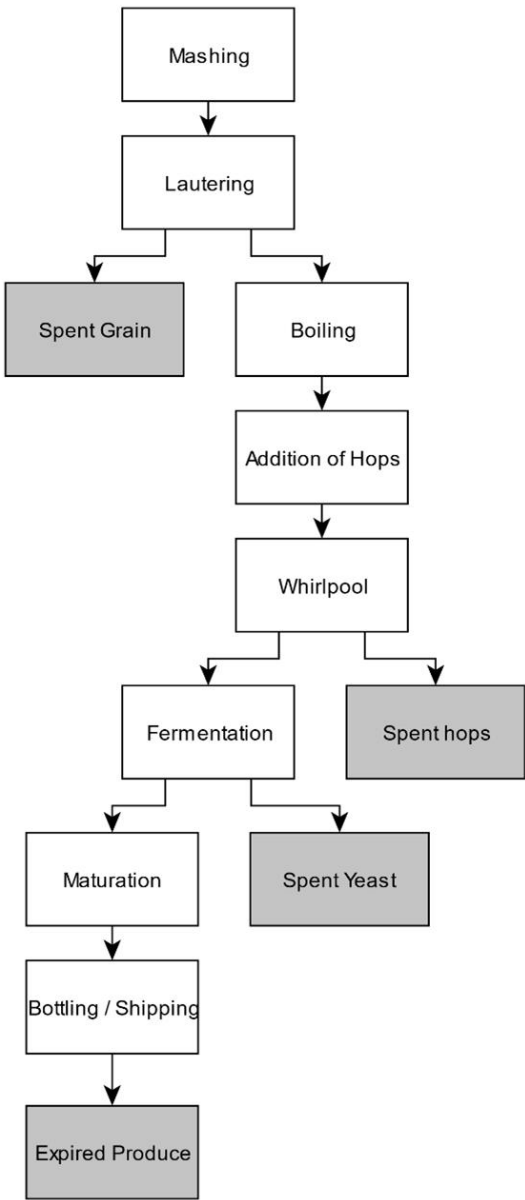 Mashing
Lautering
Spent Grain
Boiling
Addition of Hops
Whirlpool
Fermentation
Spent hops
Maturation
Spent Yeast
Bottling / Shipping
Expired Produce